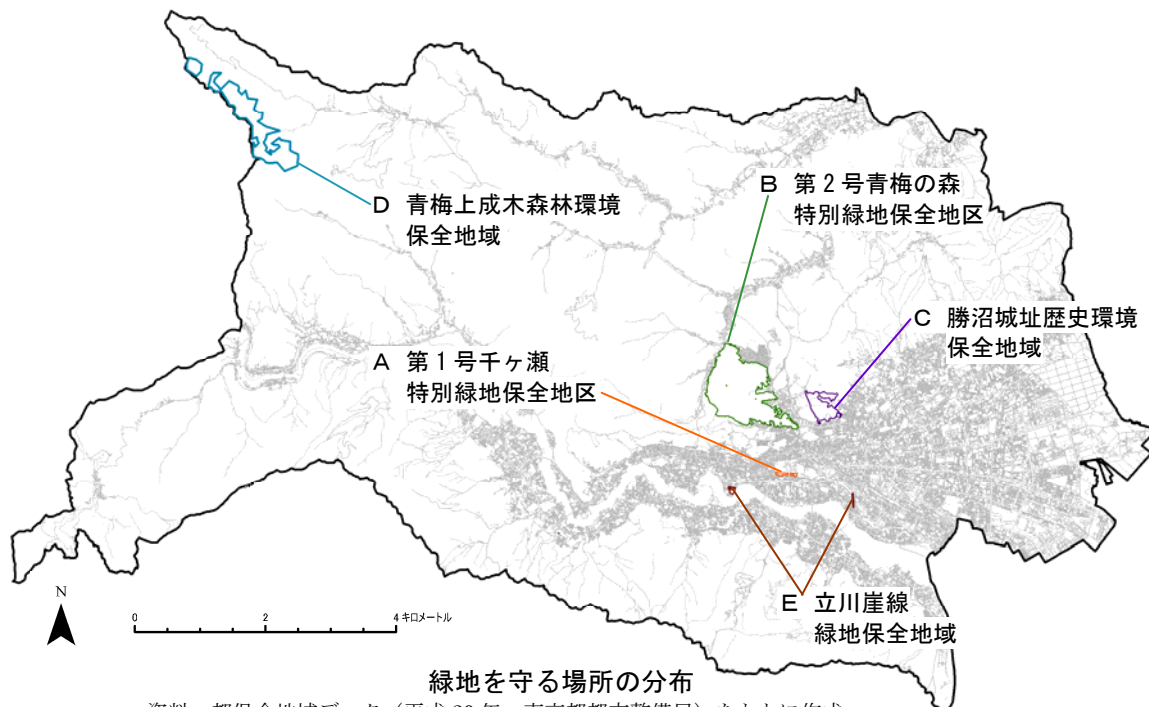 B 第2号青梅の森
特別緑地保全地区
D 青梅上成木森林環境
保全地域
C 勝沼城址歴史環境
保全地域
A 第1号千ヶ瀬
特別緑地保全地区
E 立川崖線
緑地保全地域
N
0 2 4 キロメートル
緑地を守る場所の分布